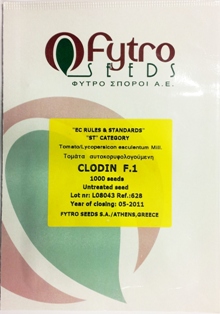 Fytro
SEEDS
ΦΥΤΡΟ ΣΠΟΡΟΙ Α.Ε.
"EC RULES & STANDARDS"
"ST" CATEGORY
Tomato/Lycopersicon esculentum Mill.
Τομάτα αυτοκορυφολογούμενη
CLODIN F.1
1000 seeds
Untreated seed
Lot nr: L08043 Ref.:628
Year of closing: 05-2011
FYTRO SEEDS S.A./ATHENS,GREECE